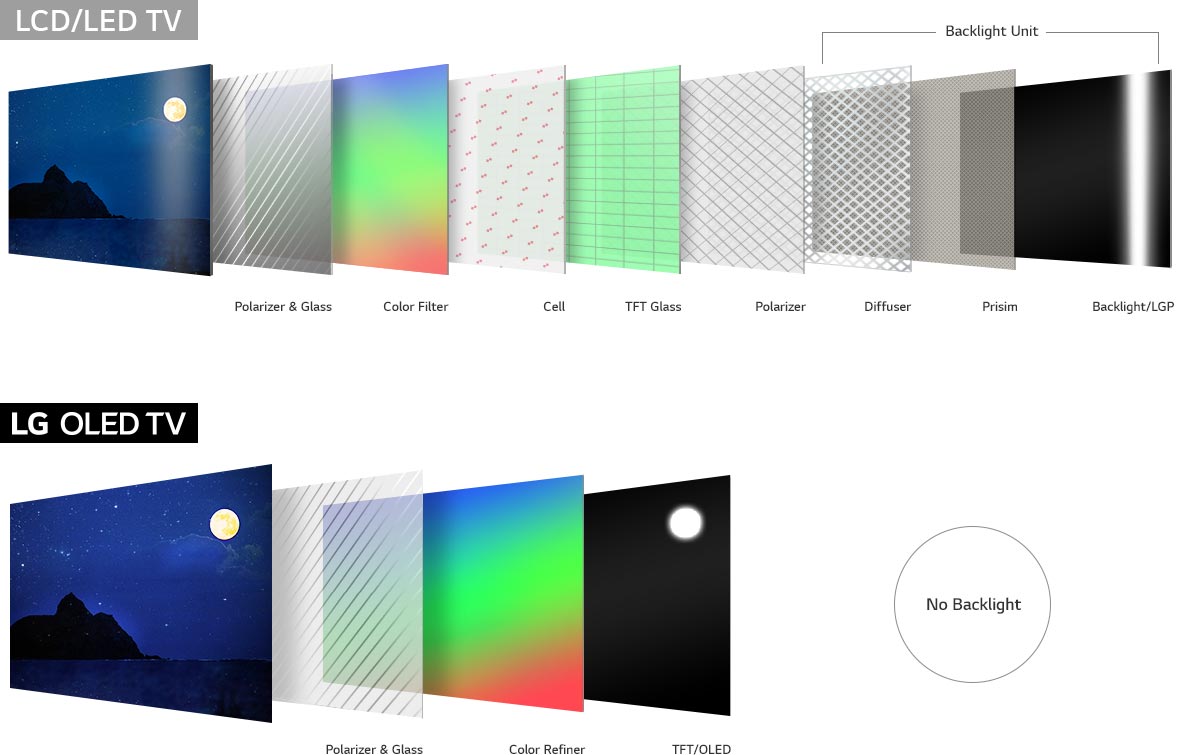 LCD/LED TV
Backlight Unit
Polarizer & Glass
Color Filter
Cell
TFT Glass
Polarizer
Diffuser
Prisim
Backlight/LGP
LG OLED TV
No Backlight
Polarizer & Glass
Color Refiner
TFT/OLED